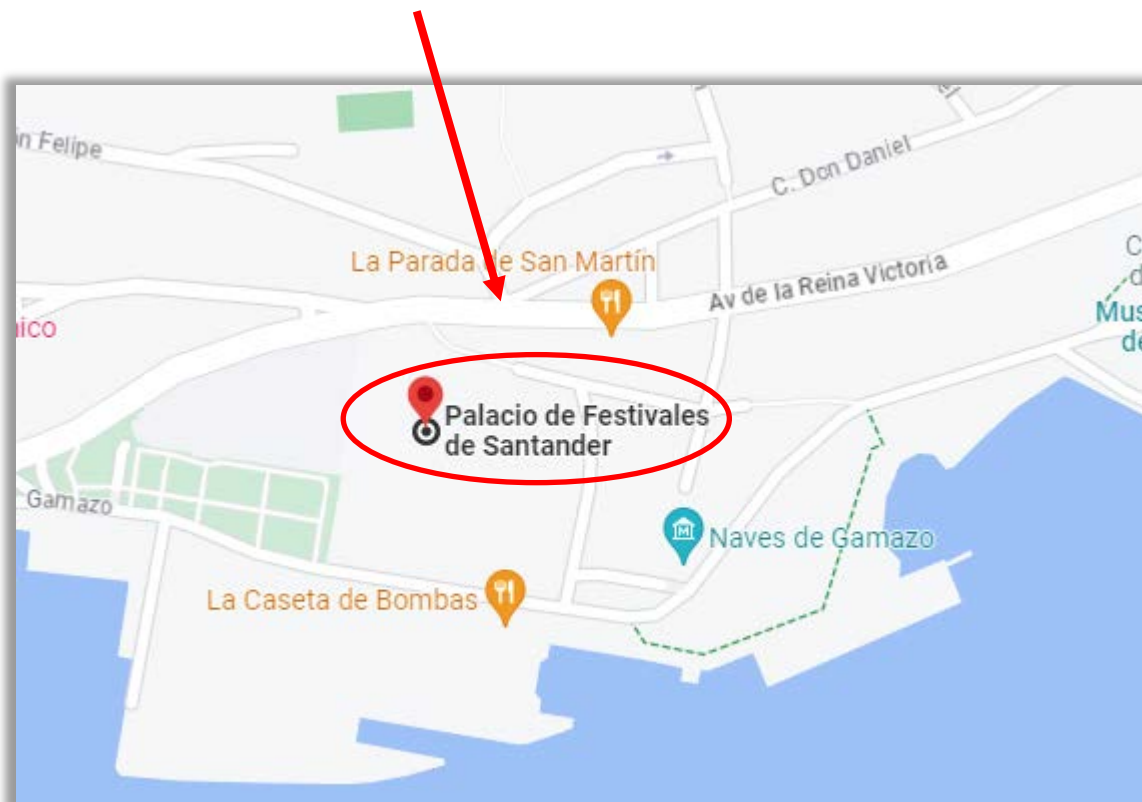 n Felipe
C. Don Daniel
La Parada de San Martín
Av de la Reina Victoria
C
d
Mus
de
ico
Palacio de Festivales
de Santander
Gamazo
Naves de Gamazo
La Caseta de Bombas